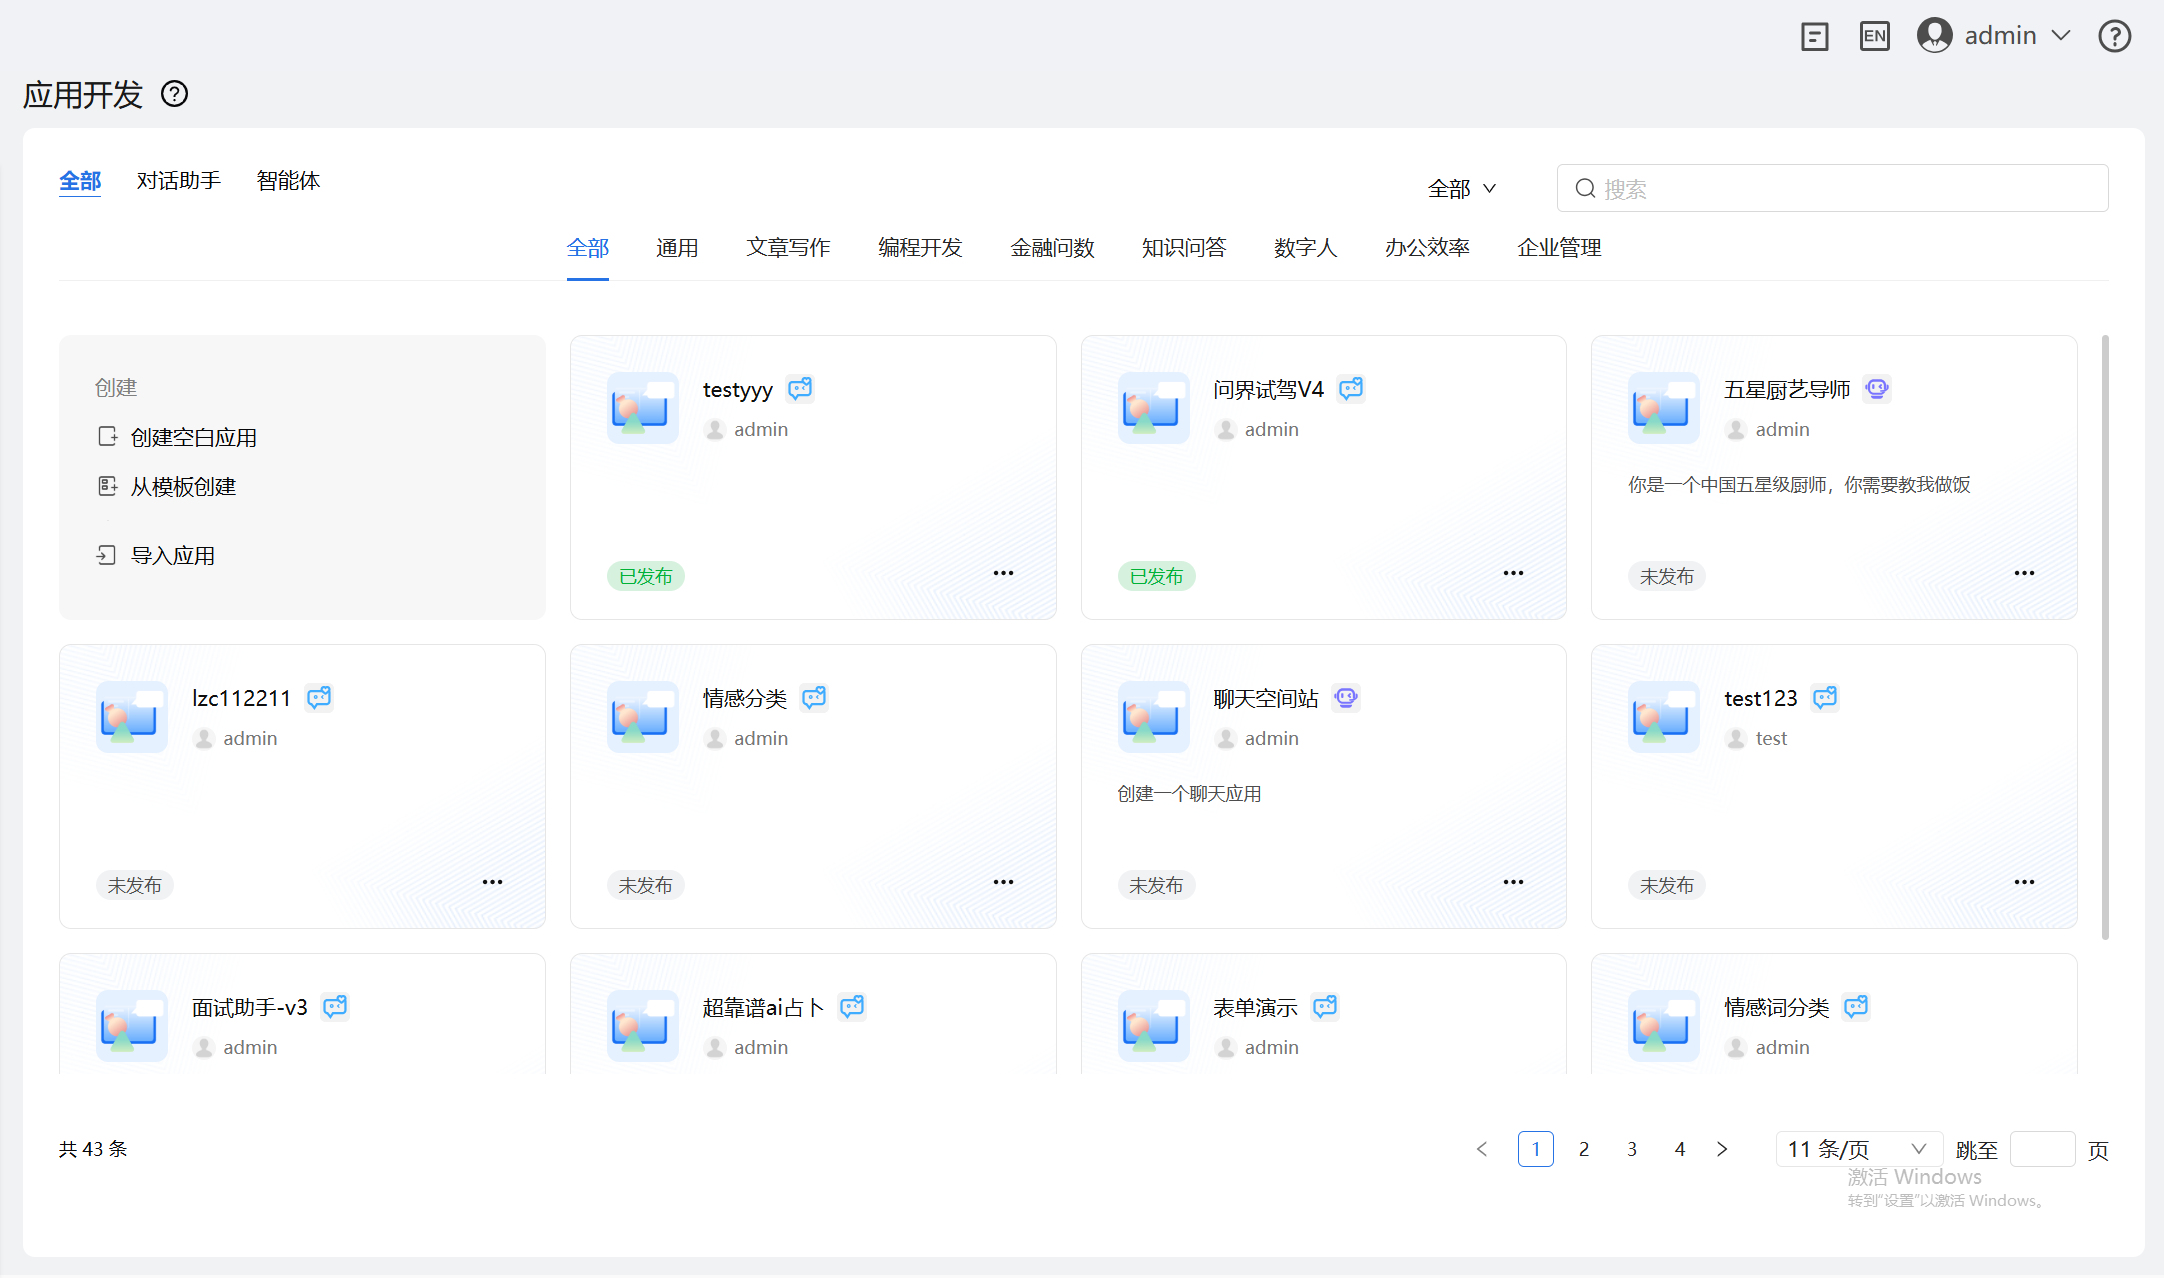 EN admin
应用开发
全部 对话助手 智能体 全部 搜索
全部 通用 文章写作 编程开发 金融问数 知识问答 数字人 办公效率 企业管理
创建
创建空白应用
从模板创建
导入应用
testyyy
admin
已发布
问界试驾V4
admin
已发布
五星厨艺导师
admin
你是一个中国五星级厨师，你需要教我做饭
未发布
lzc112211
admin
未发布
情感分类
admin
未发布
聊天空间站
admin
创建一个聊天应用
未发布
test123
test
未发布
面试助手-v3
admin
超靠谱ai占卜
admin
表单演示
admin
情感词分类
admin
共 43 条 1 2 3 4 11 条/页 跳至 页
激活 Windows
转到"设置"以激活 Windows。